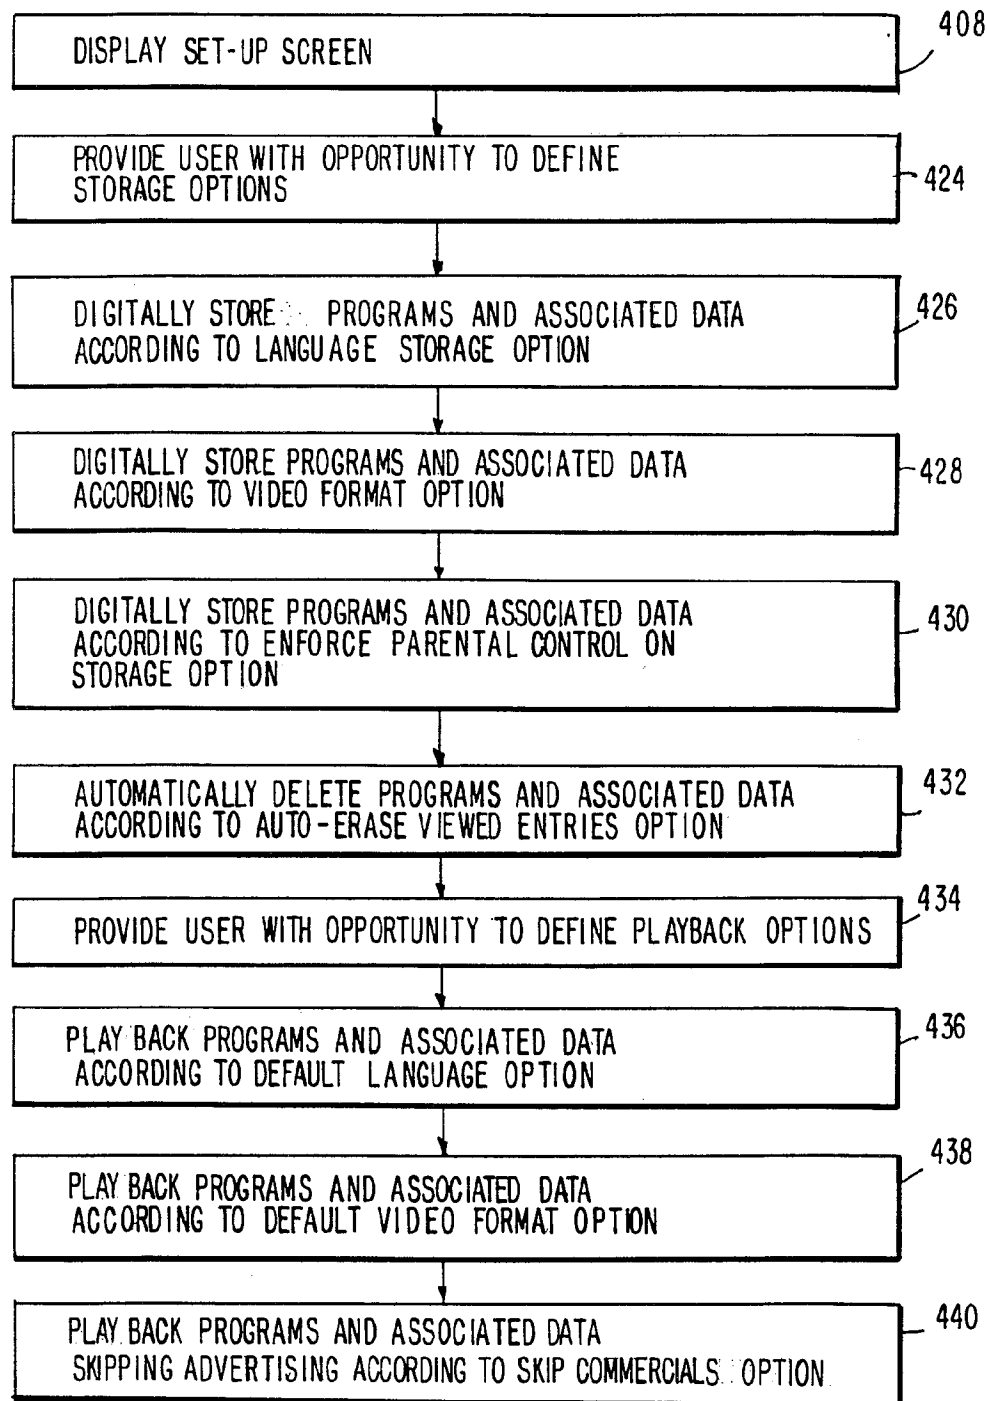 DISPLAY SET-UP SCREEN
408
PROVIDE USER WITH OPPORTUNITY TO DEFINE
STORAGE OPTIONS
424
DIGITALLY STORE PROGRAMS AND ASSOCIATED DATA
ACCORDING TO LANGUAGE STORAGE OPTION
426
DIGITALLY STORE PROGRAMS AND ASSOCIATED DATA
ACCORDING TO VIDEO FORMAT OPTION
428
DIGITALLY STORE PROGRAMS AND ASSOCIATED DATA
ACCORDING TO ENFORCE PARENTAL CONTROL ON
STORAGE OPTION
430
AUTOMATICALLY DELETE PROGRAMS AND ASSOCIATED DATA
ACCORDING TO AUTO-ERASE VIEWED ENTRIES OPTION
432
PROVIDE USER WITH OPPORTUNITY TO DEFINE PLAYBACK OPTIONS
434
PLAY BACK PROGRAMS AND ASSOCIATED DATA
ACCORDING TO DEFAULT LANGUAGE OPTION
436
PLAY BACK PROGRAMS AND ASSOCIATED DATA
ACCORDING TO DEFAULT VIDEO FORMAT OPTION
438
PLAY BACK PROGRAMS AND ASSOCIATED DATA
SKIPPING ADVERTISING ACCORDING TO SKIP COMMERCIALS OPTION
440